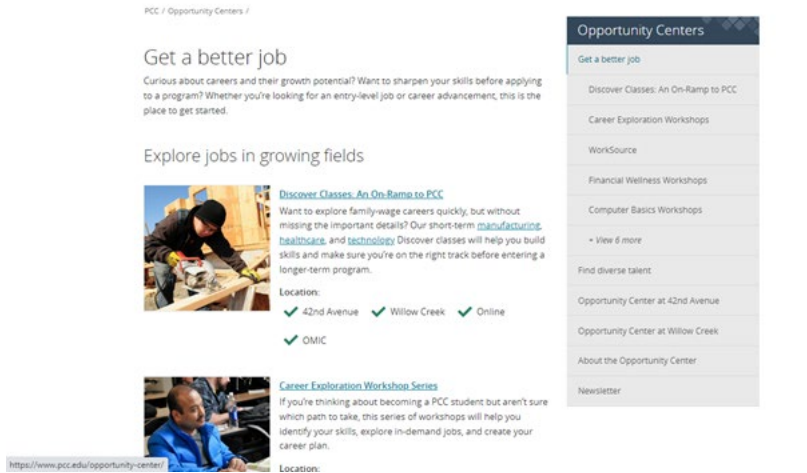 PCC / Opportunity Centers /
Get a better job
Curious about careers and their growth potential? Want to sharpen your skills before applying
to a program? Whether you're looking for an entry-level job or career advancement, this is the
place to get started.
Explore jobs in growing fields
Discover Classes: An On-Ramp to PCC
Want to explore family-wage careers quickly, but without
missing the important details? Our short-term manufacturing,
healthcare, and technology Discover classes will help you build
skills and make sure you're on the right track before entering a
longer-term program.
Location:
42nd Avenue Willow Creek Online
OMIC
Career Exploration Workshop Series
If you're thinking about becoming a PCC student but aren't sure
which path to take, this series of workshops will help you
identify your skills, explore in-demand jobs, and create your
career plan.
Location:
Opportunity Centers
Get a better job
Discover Classes: An On-Ramp to PCC
Career Exploration Workshops
WorkSource
Financial Wellness Workshops
Computer Basics Workshops
+ View 6 more
Find diverse talent
Opportunity Center at 42nd Avenue
Opportunity Center at Willow Creek
About the Opportunity Center
Newsletter
https://www.pcc.edu/opportunity-center/